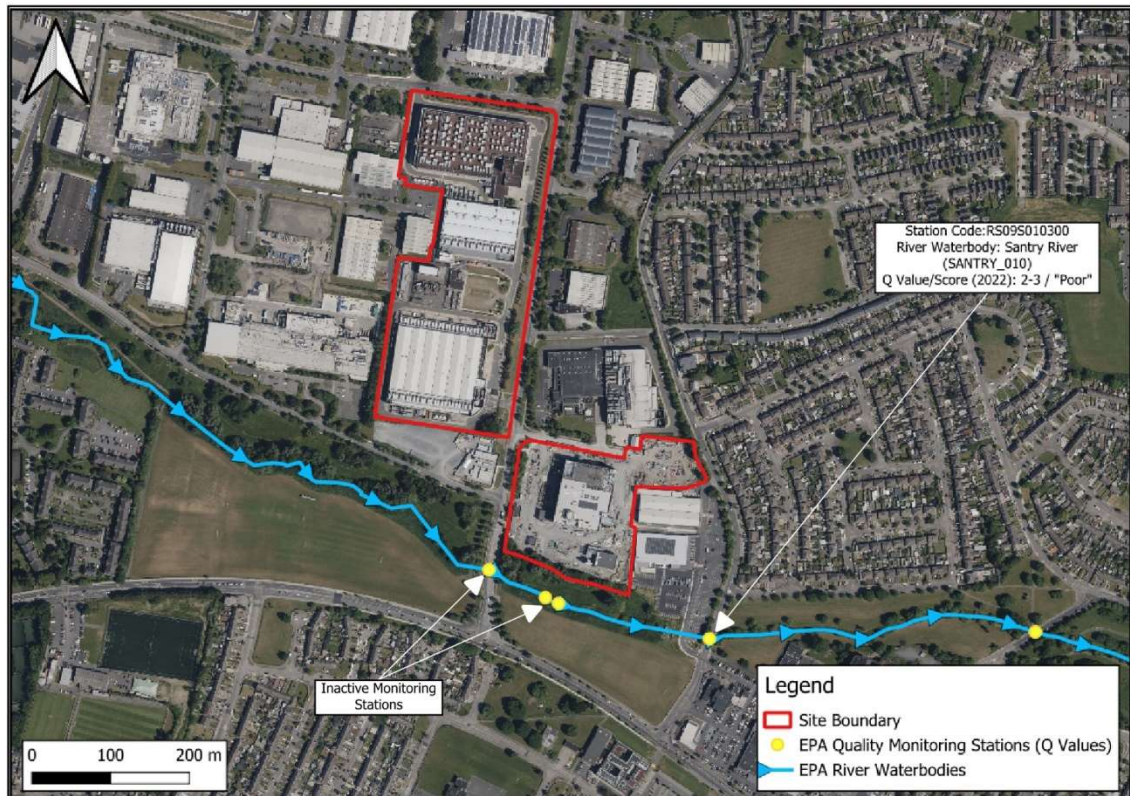 Station Code:RS09S010300
River Waterbody: Santry River
(SANTRY_010)
Q Value/Score (2022): 2-3 / "Poor"
Inactive Monitoring
Stations
0 100 200 m
Legend
Site Boundary
EPA Quality Monitoring Stations (Q Values)
EPA River Waterbodies